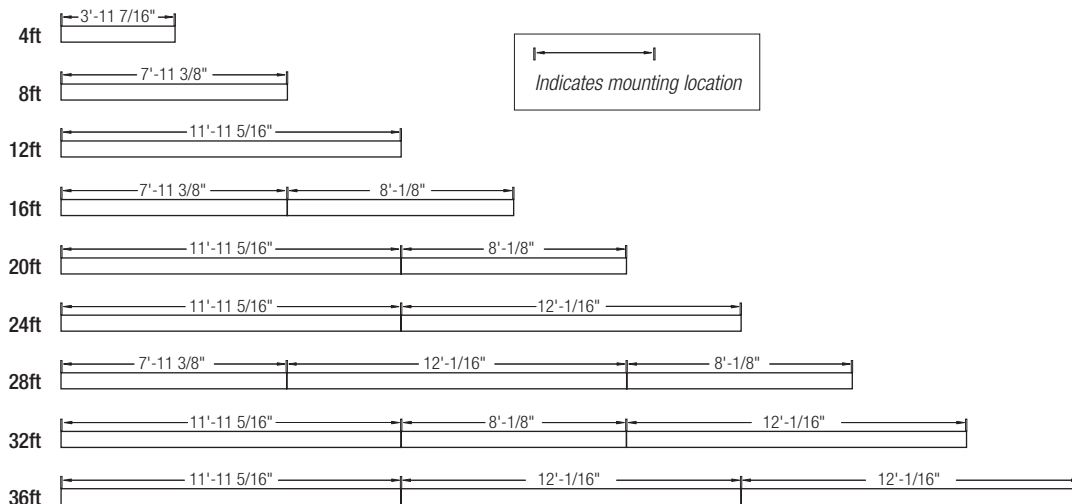 3'-11 7/16"
4ft
Indicates mounting location
7'-11 3/8"
8ft
11'-11 5/16"
12ft
7'-11 3/8" 8'-1/8"
16ft
11'-11 5/16" 8'-1/8"
20ft
11'-11 5/16" 12'-1/16"
24ft
7'-11 3/8" 12'-1/16" 8'-1/8"
28ft
11'-11 5/16" 8'-1/8" 12'-1/16"
32ft
11'-11 5/16" 12'-1/16" 12'-1/16"
36ft